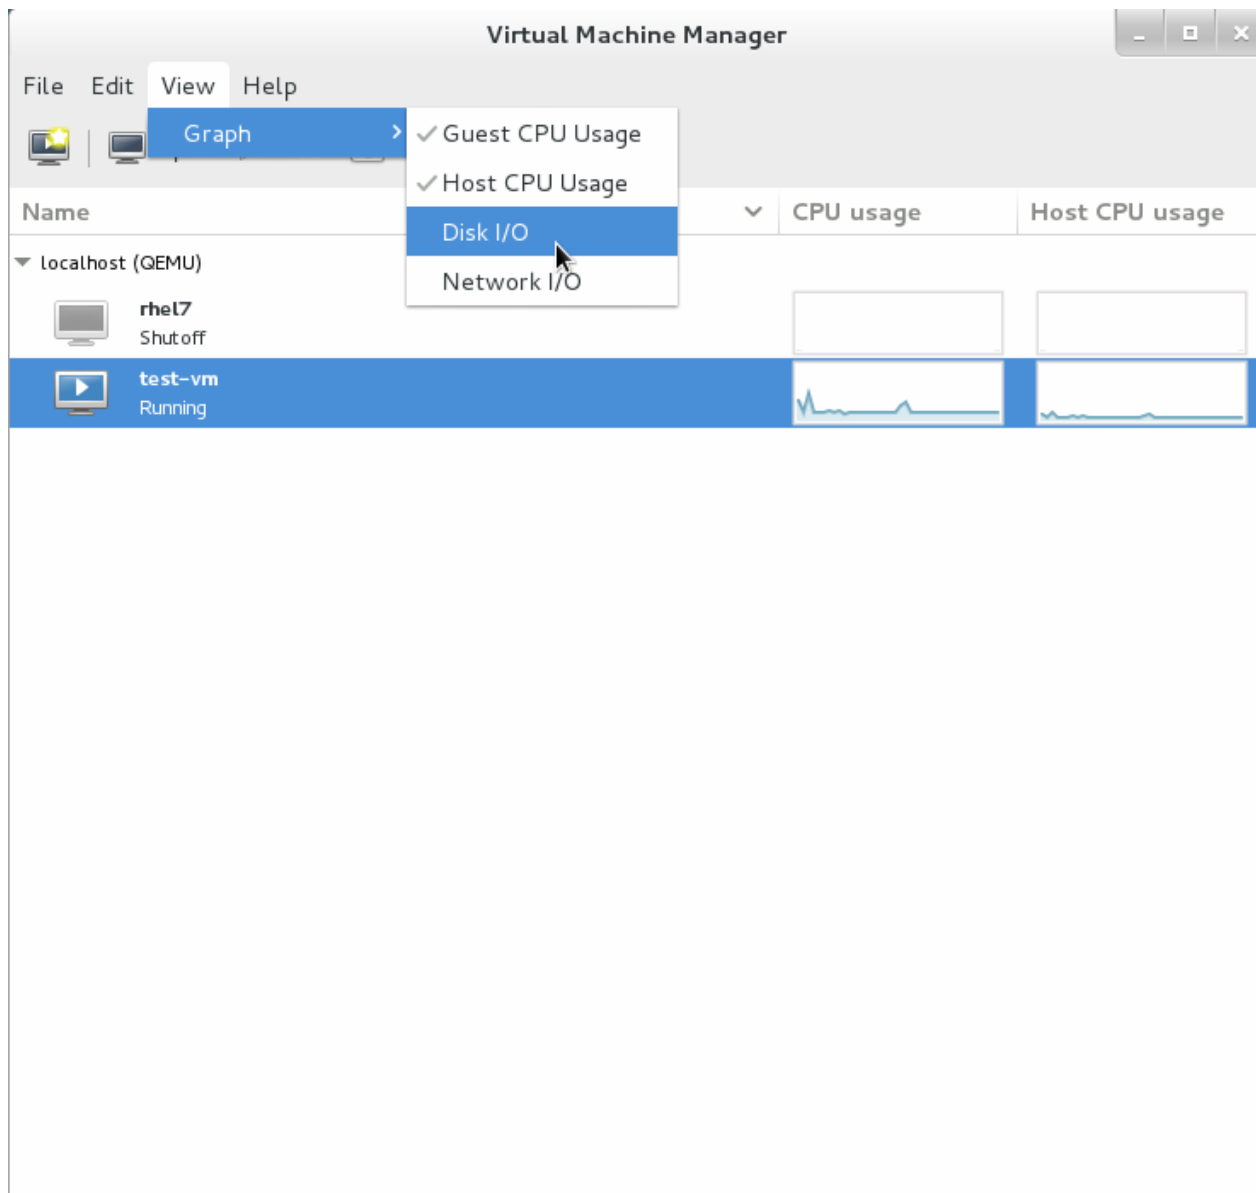 Virtual Machine Manager
File Edit View Help
Graph
Guest CPU Usage
Host CPU Usage
Disk I/O
Network I/O
Name CPU usage Host CPU usage
localhost (QEMU)
rhel7
Shutoff
test-vm
Running